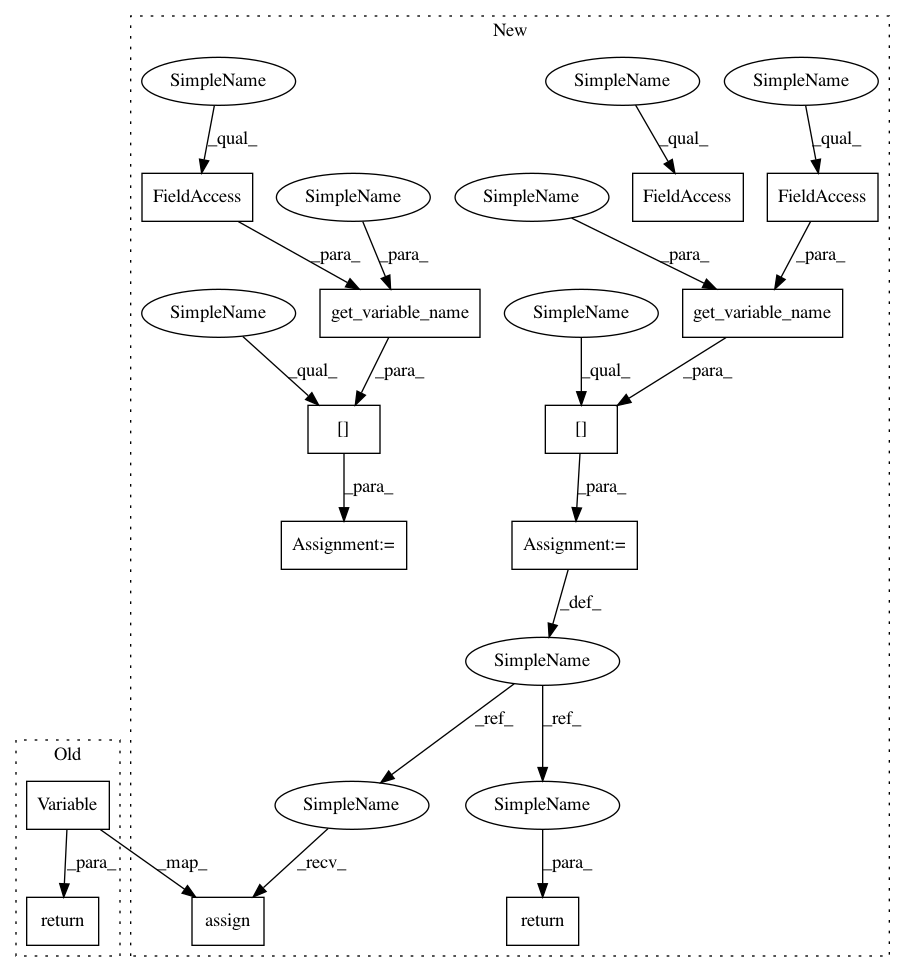 New
SimpleName SimpleName SimpleName
_qual_ _qual_ _qual_
FieldAccess SimpleName SimpleName FieldAccess FieldAccess
_para_ _para_ _para_ _para_
SimpleName get_variable_name SimpleName get_variable_name
_qual_ _para_ _qual_ _para_
[] []
_para_ _para_
Assignment:= Assignment:=
_def_
SimpleName
_ref_ _ref_
Old
Variable SimpleName SimpleName
_para_ _map_ _recv_ _para_
return assign return